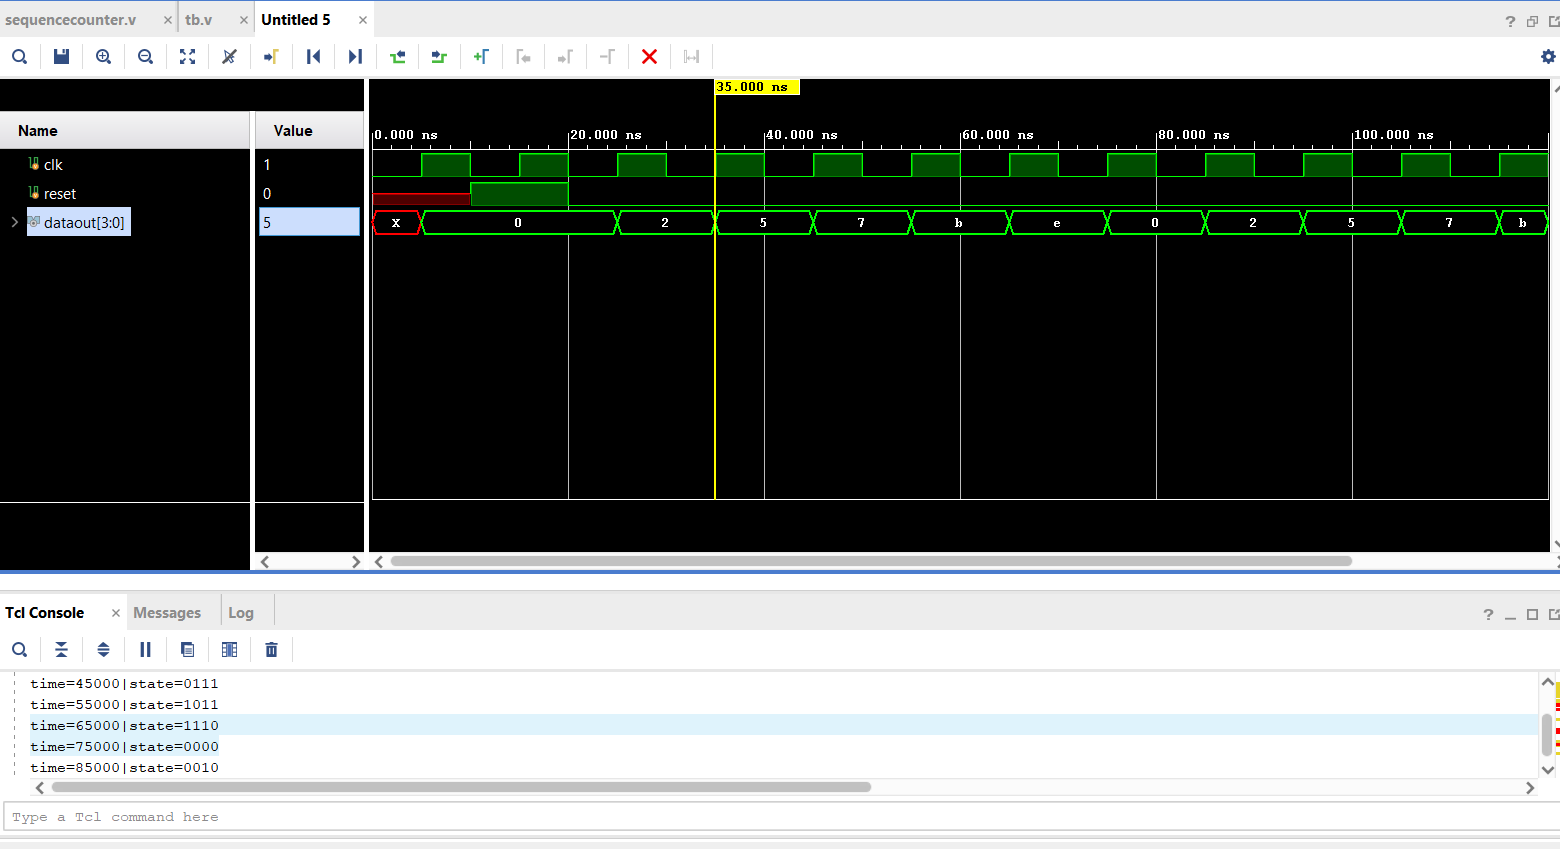 sequencecounter.v × tb.v × Untitled 5 ×
?
35.000 ns
Name Value
0.000 ns 20.000 ns 40.000 ns 60.000 ns 80.000 ns 100.000 ns
clk 1
reset 0
dataout[3:0] 5 x 0 2 5 7 b e 0 2 5 7 b
Tcl Console × Messages Log
?
time=45000|state=0111
time=55000|state=1011
time=65000|state=1110
time=75000|state=0000
time=85000|state=0010
Type a Tcl command here